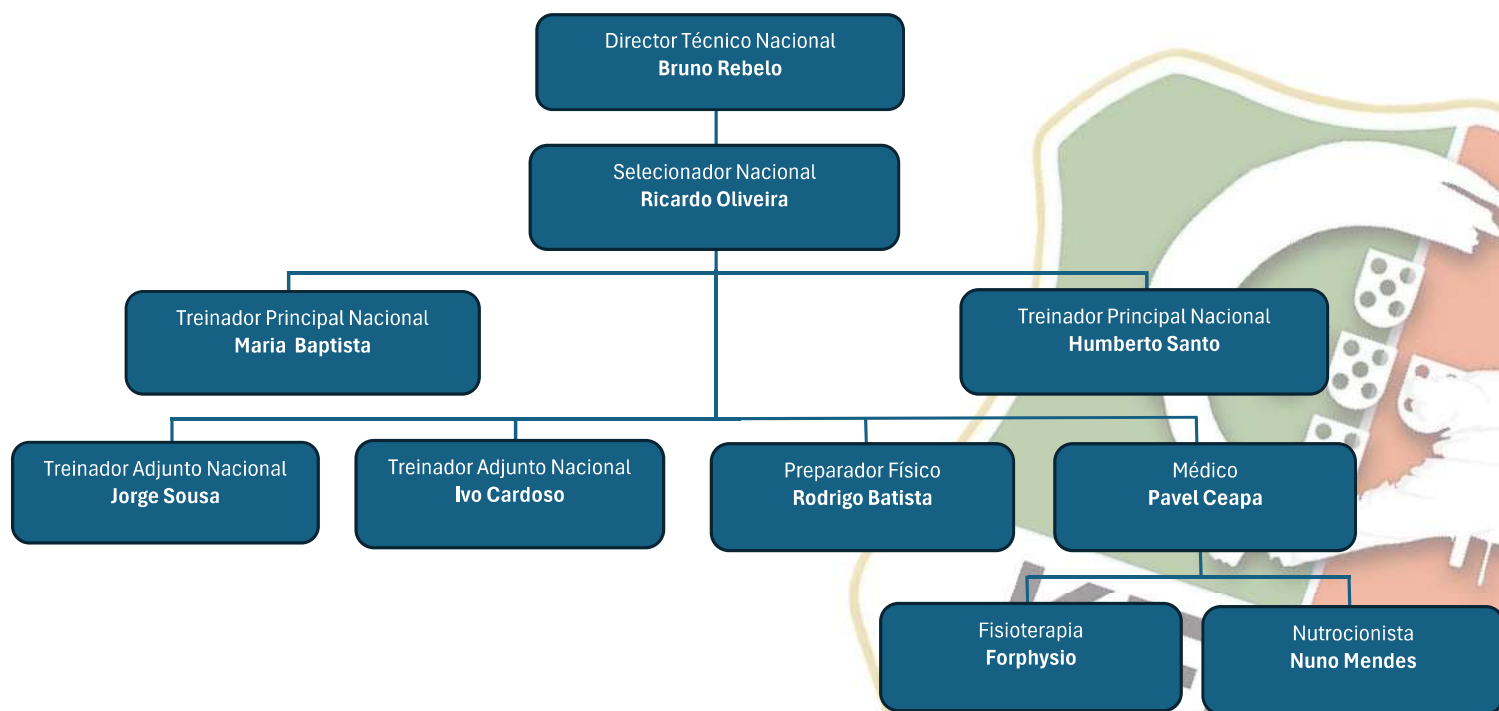 Director Técnico Nacional
Bruno Rebelo
Selecionador Nacional
Ricardo Oliveira
Treinador Principal Nacional
Maria Baptista
Treinador Principal Nacional
Humberto Santo
Treinador Adjunto Nacional
Jorge Sousa
Treinador Adjunto Nacional
Ivo Cardoso
Preparador Físico
Rodrigo Batista
Médico
Pavel Ceapa
Fisioterapia
Forphysio
Nutrocionista
Nuno Mendes